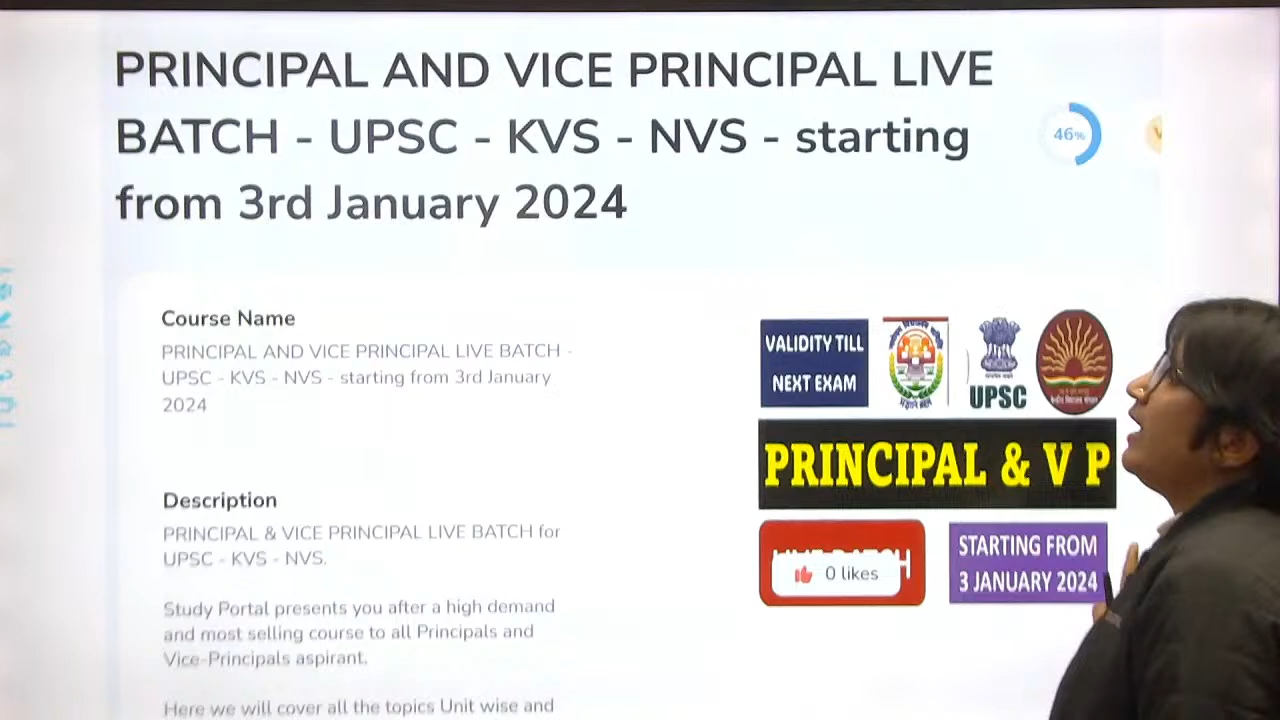 PRINCIPAL AND VICE PRINCIPAL LIVE
BATCH - UPSC - KVS - NVS - starting
from 3rd January 2024
46%
Course Name
PRINCIPAL AND VICE PRINCIPAL LIVE BATCH -
UPSC - KVS - NVS - starting from 3rd January
2024
VALIDITY TILL
NEXT EXAM
UPSC
PRINCIPAL & V P
Description
PRINCIPAL & VICE PRINCIPAL LIVE BATCH for
UPSC - KVS - NVS.
0 likes
STARTING FROM
3 JANUARY 2024
Study Portal presents you after a high demand
and most selling course to all Principals and
Vice-Principals aspirant.
Here we will cover all the topics Unit wise and